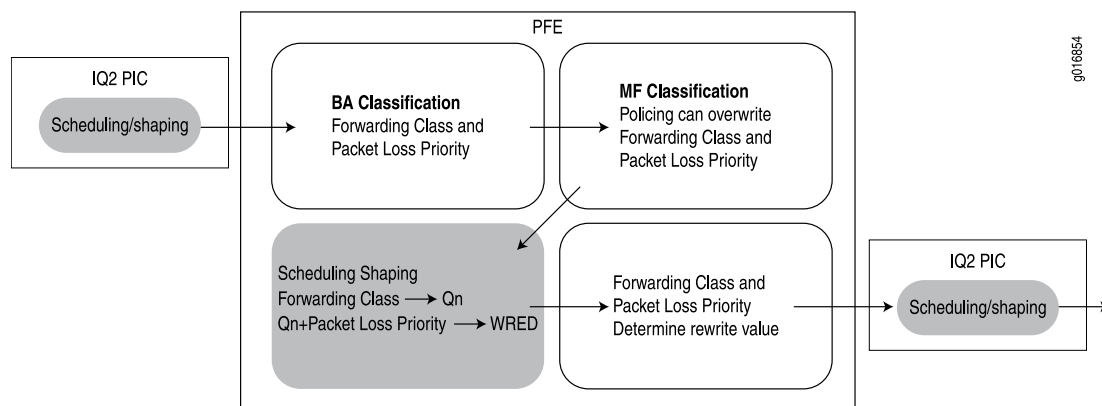 PFE
g016854
IQ2 PIC
Scheduling/shaping
BA Classification
Forwarding Class and
Packet Loss Priority
MF Classification
Policing can overwrite
Forwarding Class and
Packet Loss Priority
Scheduling Shaping
Forwarding Class → Qn
Qn+Packet Loss Priority → WRED
Forwarding Class and
Packet Loss Priority
Determine rewrite value
IQ2 PIC
Scheduling/shaping